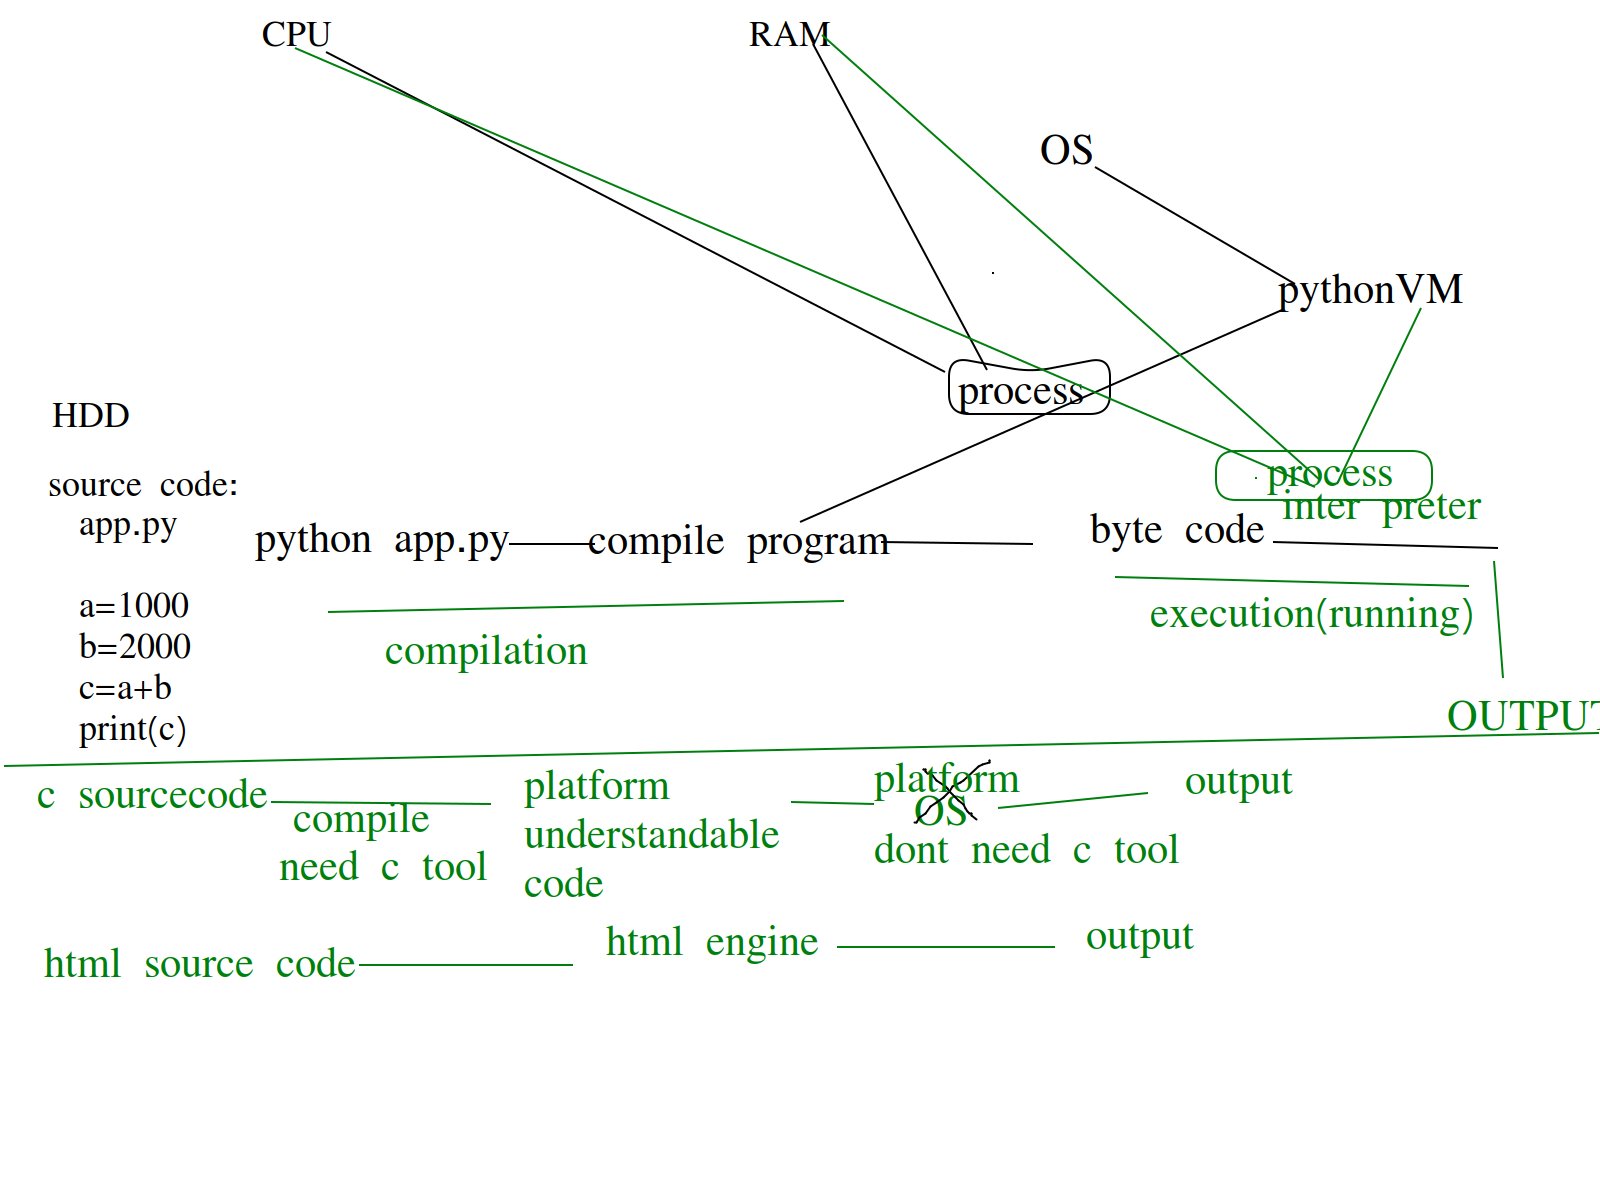 CPU
RAM
OS
pythonVM
process
HDD
process
inter preter
source code:
app.py
python app.py
compile program
byte code
a=1000
b=2000
c=a+b
print(c)
compilation
execution(running)
OUTPUT
c sourcecode
compile
need c tool
platform
understandable
code
platform
OS
dont need c tool
output
html source code
html engine
output